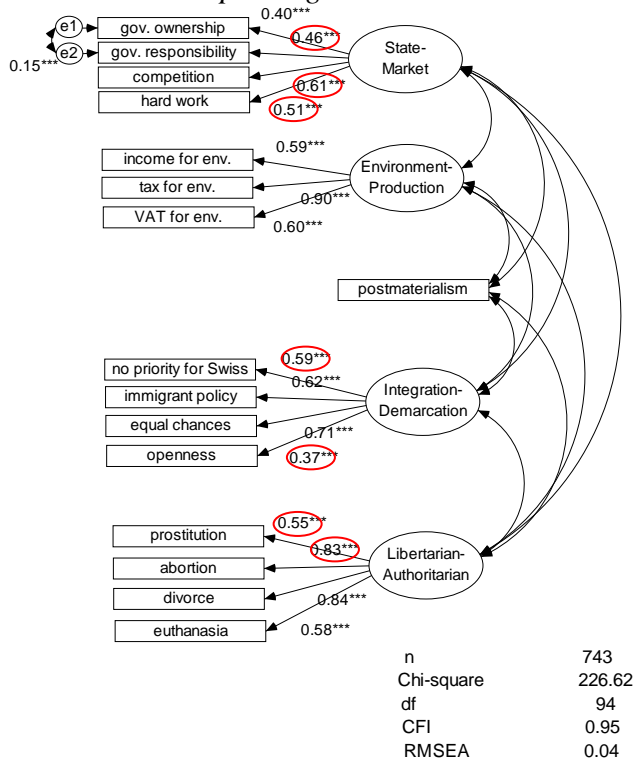 0.40***
e1
gov. ownership
0.46***
e2
gov. responsibility
State-
Market
0.15***
competition
0.61***
hard work
0.51***
0.59***
income for env.
Environment-
Production
tax for env.
0.90***
VAT for env.
0.60***
postmaterialism
0.59***
no priority for Swiss
0.62***
immigrant policy
Integration-
Demarcation
equal chances
0.71***
openness
0.37***
0.55***
prostitution
0.83***
Libertarian-
Authoritarian
abortion
divorce
0.84***
euthanasia
0.58***
n 743
Chi-square 226.62
df 94
CFI 0.95
RMSEA 0.04